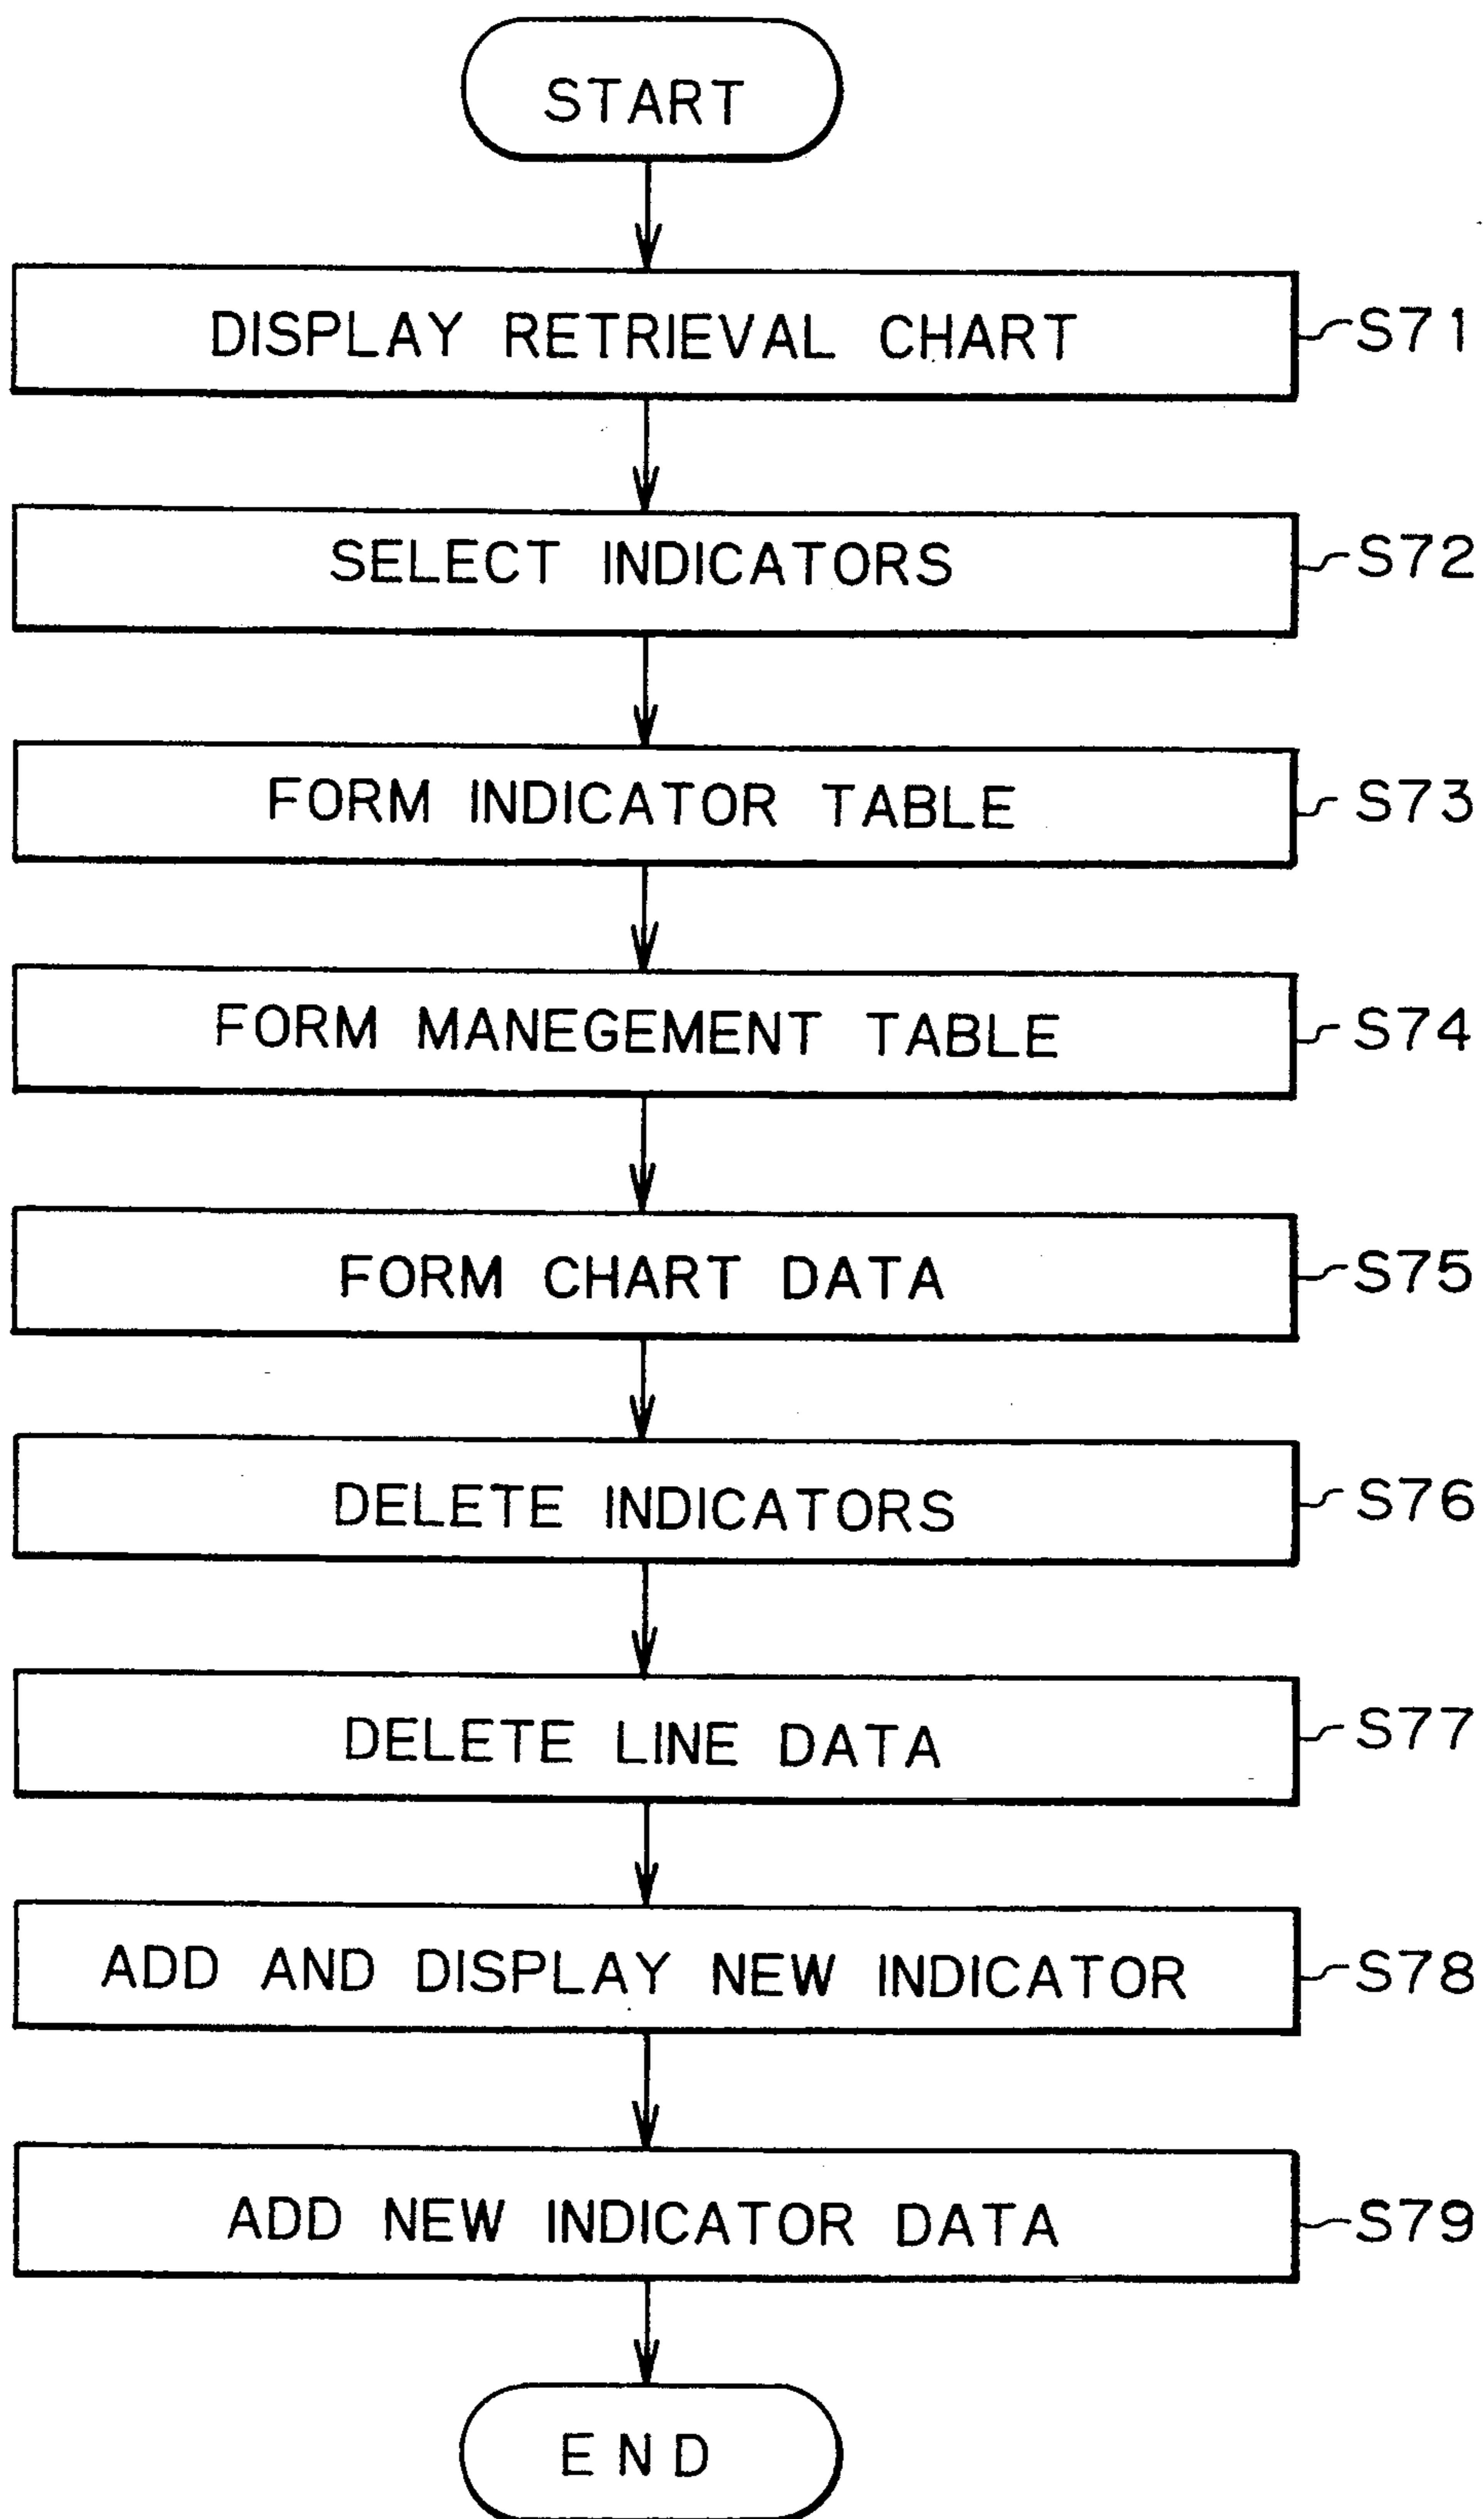 START
DISPLAY RETRIEVAL CHART S71
SELECT INDICATORS S72
FORM INDICATOR TABLE S73
FORM MANEGEMENT TABLE S74
FORM CHART DATA S75
DELETE INDICATORS S76
DELETE LINE DATA S77
ADD AND DISPLAY NEW INDICATOR S78
ADD NEW INDICATOR DATA S79
END